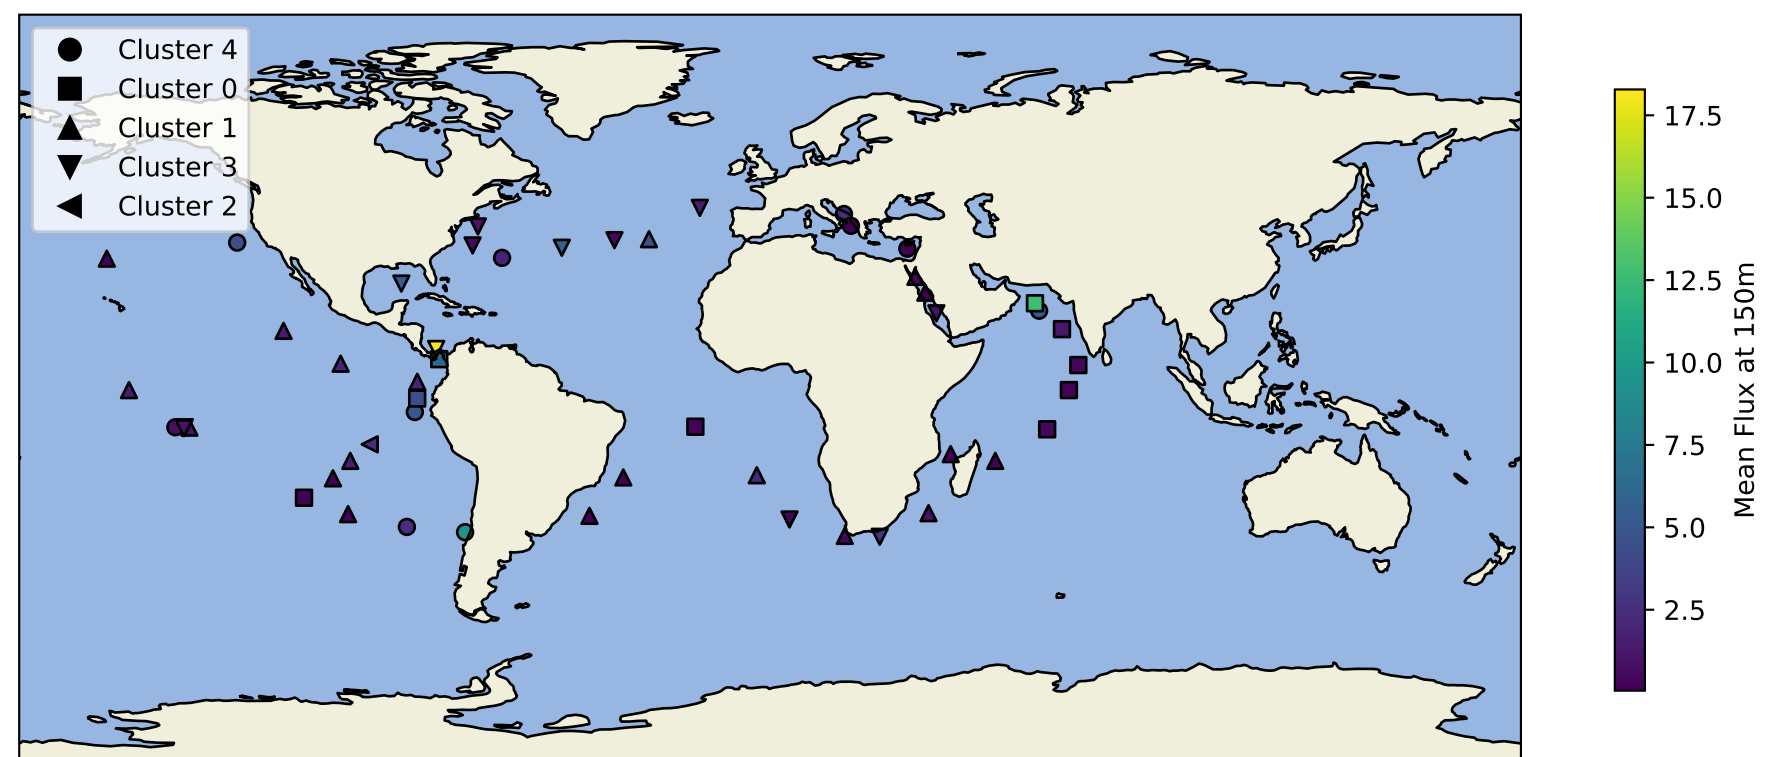 Cluster 4
Cluster 0
Cluster 1
Cluster 3
Cluster 2
17.5
15.0
12.5
10.0
7.5
5.0
2.5
Mean Flux at 150m